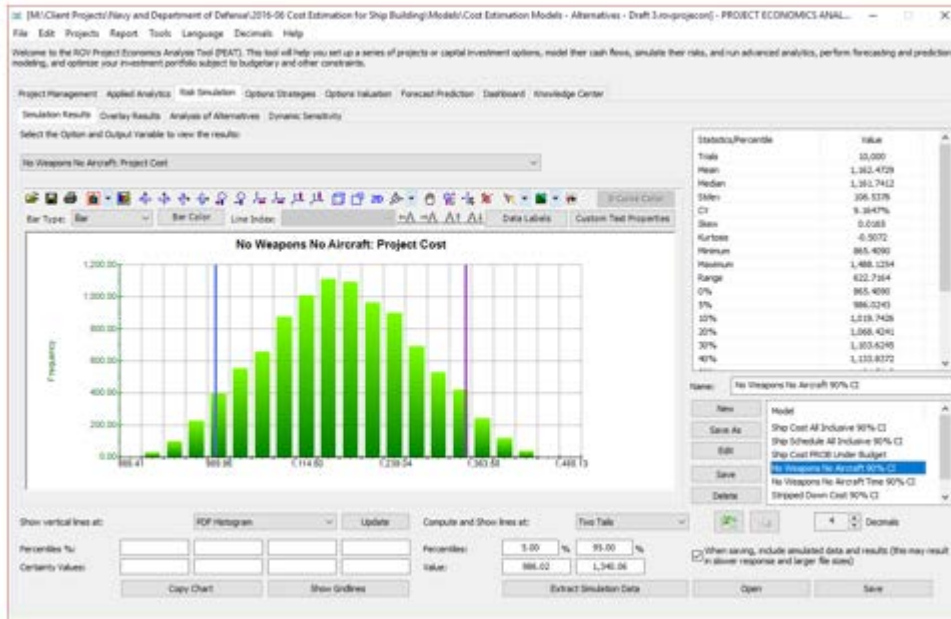 [M:\Client Projects\Navy and Department of Defense\2016-06 Cost Estimation for Ship Building\Models\Cost Estimation Models - Alternatives - Draft 3.rovprojecon] - PROJECT ECONOMICS ANAL...
File Edit Projects Report Tools Language Decimals Help
Welcome to the ROV Project Economics Analysis Tool (PEAT). This tool will help you set up a series of projects or capital investment options, model their cash flows, simulate their risks, and run advanced analytics, perform forecasting and prediction
modeling, and optimize your investment portfolio subject to budgetary and other constraints.
Project Management Applied Analytics Risk Simulation Options Strategies Options Valuation Forecast Prediction Dashboard Knowledge Center
Simulation Results Overlay Results Analysis of Alternatives Dynamic Sensitivity
Select the Option and Output Variable to view the results:
No Weapons No Aircraft: Project Cost
Bar Type: Bar Bar Color Line Index: Data Labels Custom Text Properties
No Weapons No Aircraft: Project Cost
Frequency
1,200.00
1,000.00
800.00
600.00
400.00
200.00
0.00
1,114.50
Statistics/Percentile Value
Trials 10,000
Mean 1,162.4729
Median 1,161.7412
Stdev 106.5376
CV 9.1647%
Skew 0.0165
Kurtosis -0.5072
Minimum 865.4090
Maximum 1,488.1254
Range 622.7164
0% 865.4090
5% 986.0243
10% 1,019.7426
20% 1,068.4241
30% 1,103.6245
40% 1,133.8372
Name: No Weapons No Aircraft 90% CI
New
Save As
Edit
Save
Delete
Model
Ship Cost All Inclusive 90% CI
Ship Schedule All Inclusive 90% CI
Ship Cost PROB Under Budget
No Weapons No Aircraft 90% CI
No Weapons No Aircraft Time 90% CI
Stripped Down Cost 90% CI
4 Decimals
Show vertical lines at: PDF Histogram Update Compute and Show lines at: Two Tails
Percentiles %: Percentiles: 5.00 % 95.00 %
Certainty Values: Value: 986.02 1,340.06
When saving, include simulated data and results (this may result
in slower response and larger file sizes)
Copy Chart Show Gridlines Extract Simulation Data Open Save